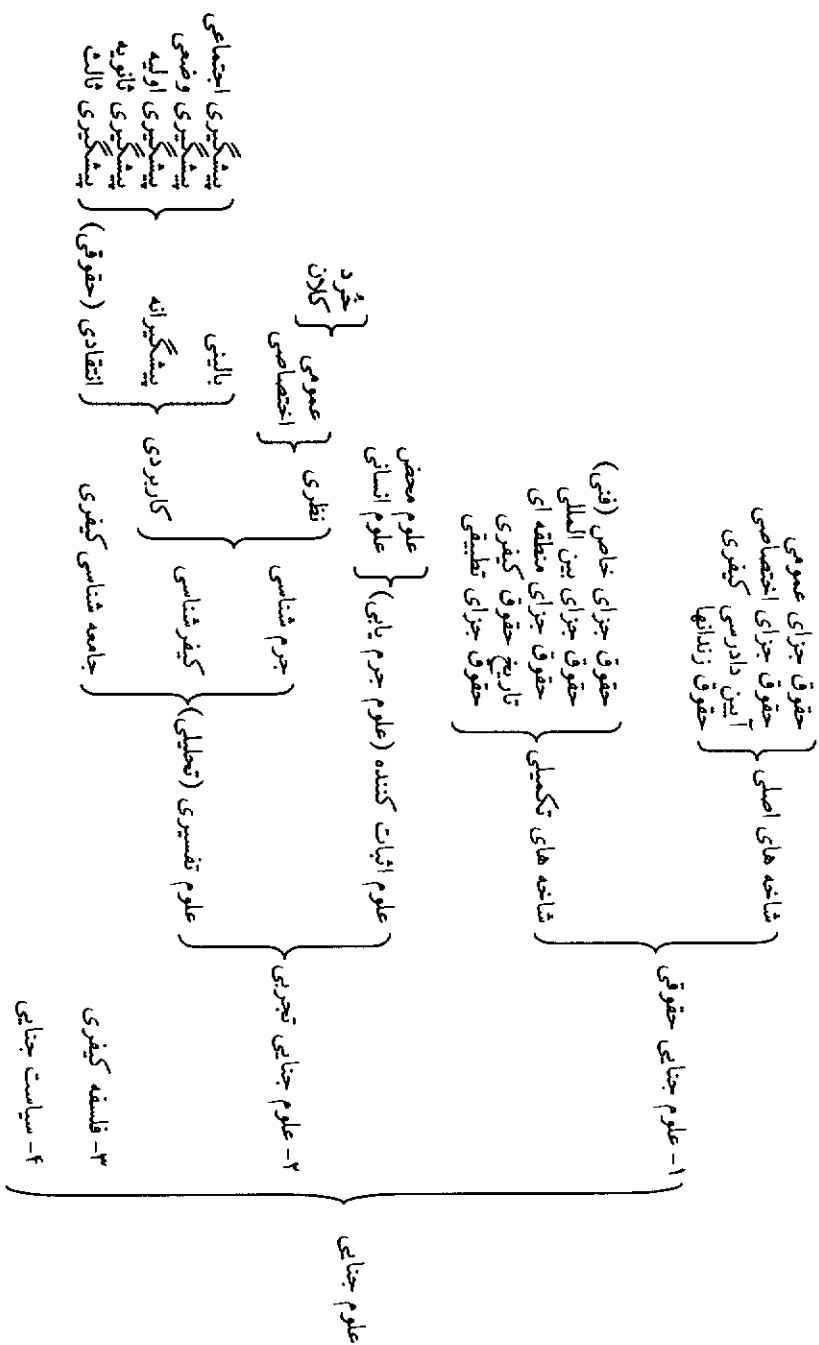 علوم جنایی
۱- علوم جنایی حقوقی
شاخه های اصلی
حقوق جزای عمومی
حقوق جزای اختصاصی
آیین دادرسی کیفری
حقوق زندانها
شاخه های تکمیلی
حقوق جزای خاص (فنی)
حقوق جزای بین المللی
حقوق جزای منطقه ای
تاریخ حقوق کیفری
حقوق جزای تطبیقی
۲- علوم جنایی تجربی
علوم اثبات کننده (علوم جرم یابی)
علوم محض
علوم انسانی
علوم تفسیری (تحلیلی)
جرم شناسی
نظری
عمومی
خُرد
کلان
اختصاصی
کاربردی
بالینی
پیشگیرانه
انتقادی (حقوقی)
پیشگیری اجتماعی
پیشگیری وضعی
پیشگیری اولیه
پیشگیری ثانویه
پیشگیری ثالث
کیفرشناسی
جامعه شناسی کیفری
۳- فلسفه کیفری
۴- سیاست جنایی